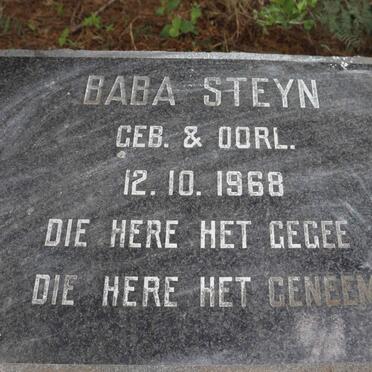 BABA STEYN
GEB. & OORL.
12. 10. 1968
DIE HERE HET GEGEE
DIE HERE HET GENEEM